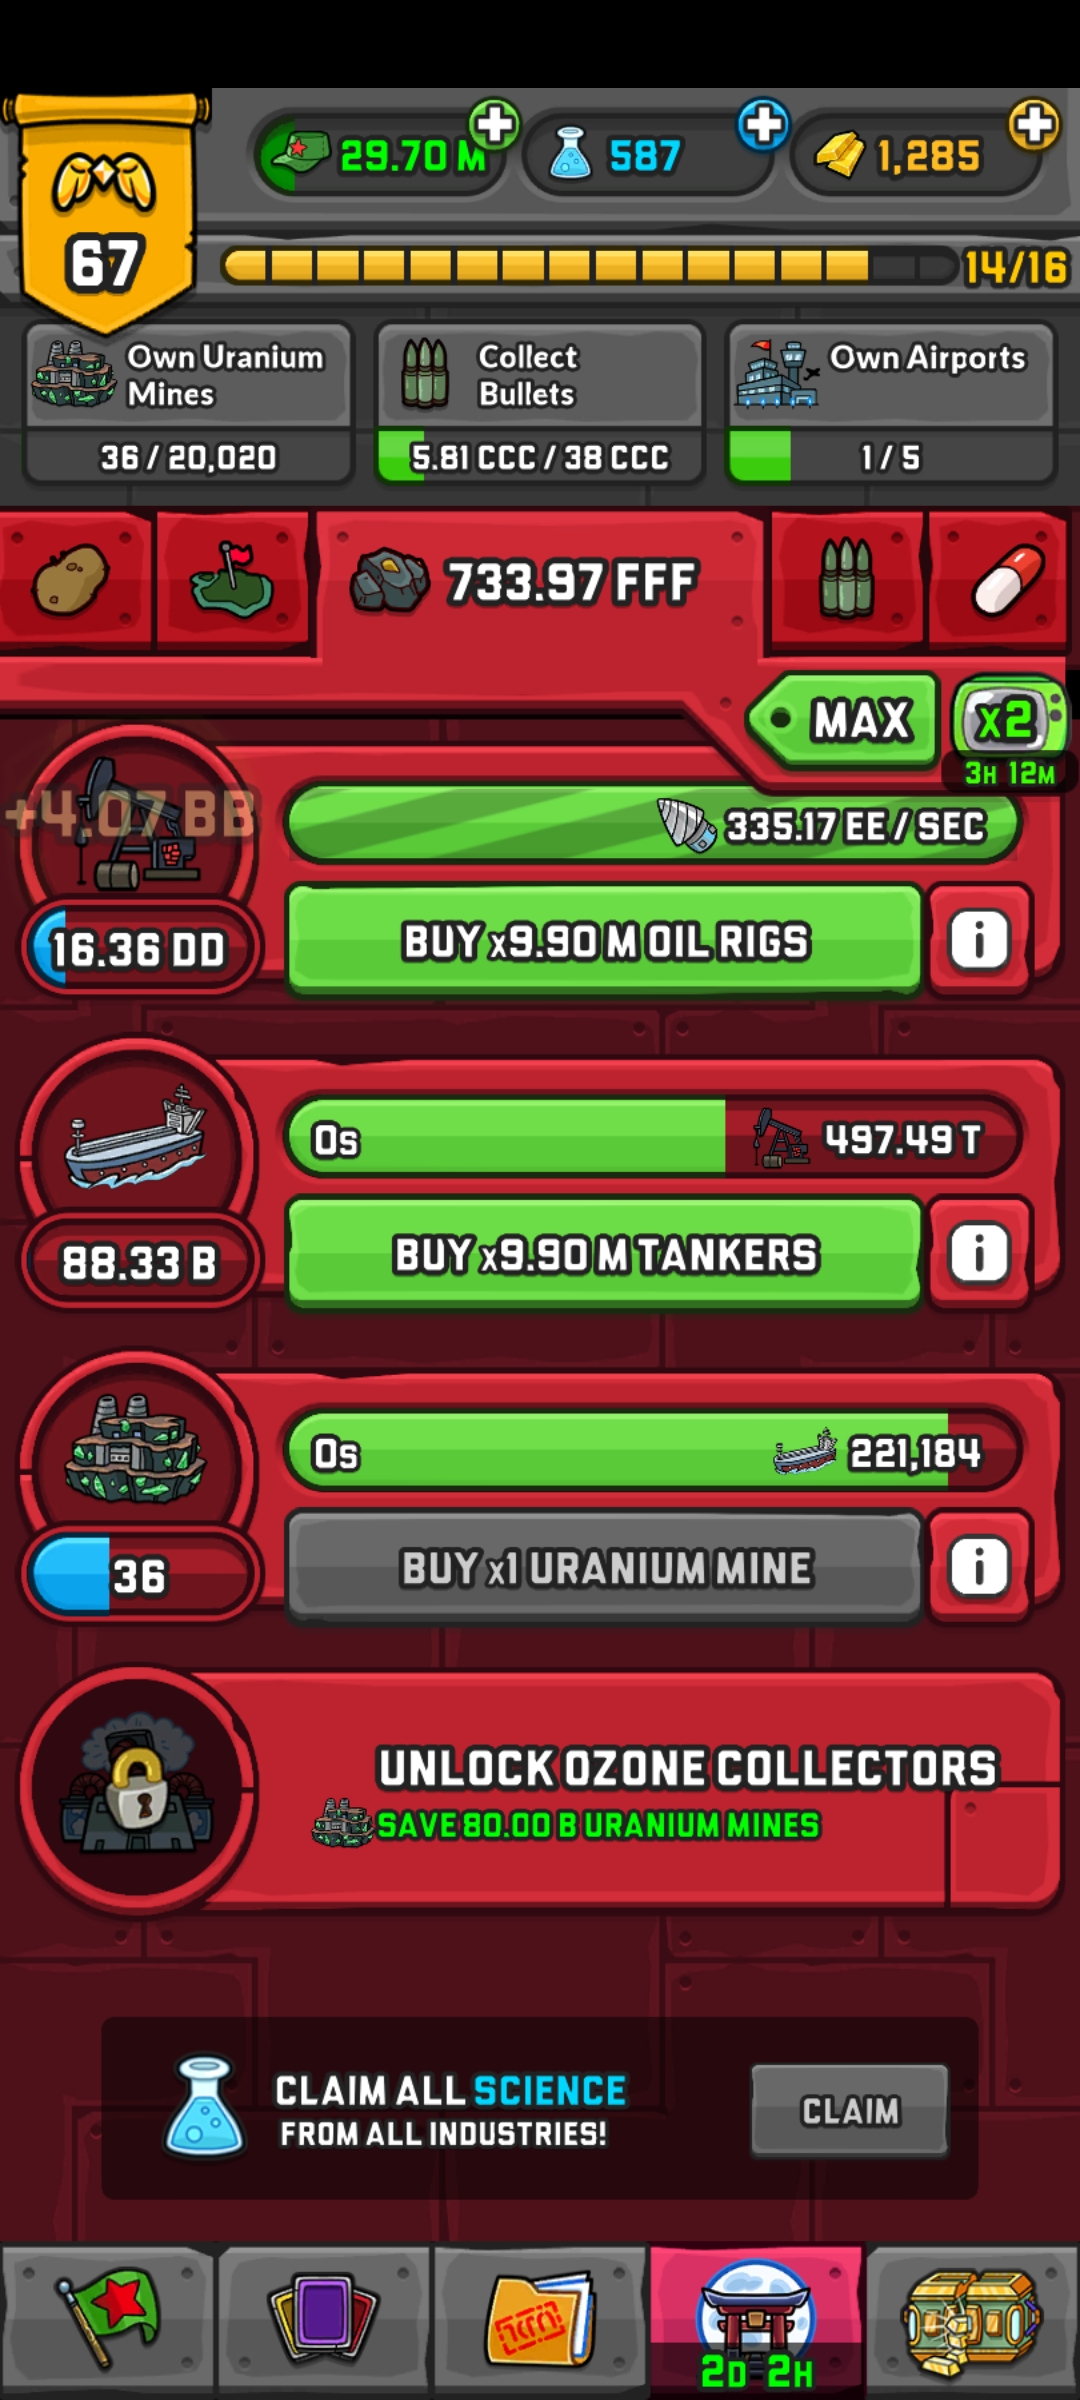 29.70 M
587
1,285
67
14/16
Own Uranium
Mines
36 / 20,020
Collect
Bullets
5.81 CCC / 38 CCC
Own Airports
1 / 5
733.97 FFF
MAX
x2
3H 12M
+4.07 BB
335.17 EE / SEC
16.36 DD
BUY x9.90 M OIL RIGS
i
0s
497.49 T
88.33 B
BUY x9.90 M TANKERS
i
0s
221,184
36
BUY x1 URANIUM MINE
i
UNLOCK OZONE COLLECTORS
SAVE 80.00 B URANIUM MINES
CLAIM ALL SCIENCE
FROM ALL INDUSTRIES!
CLAIM
2D 2H